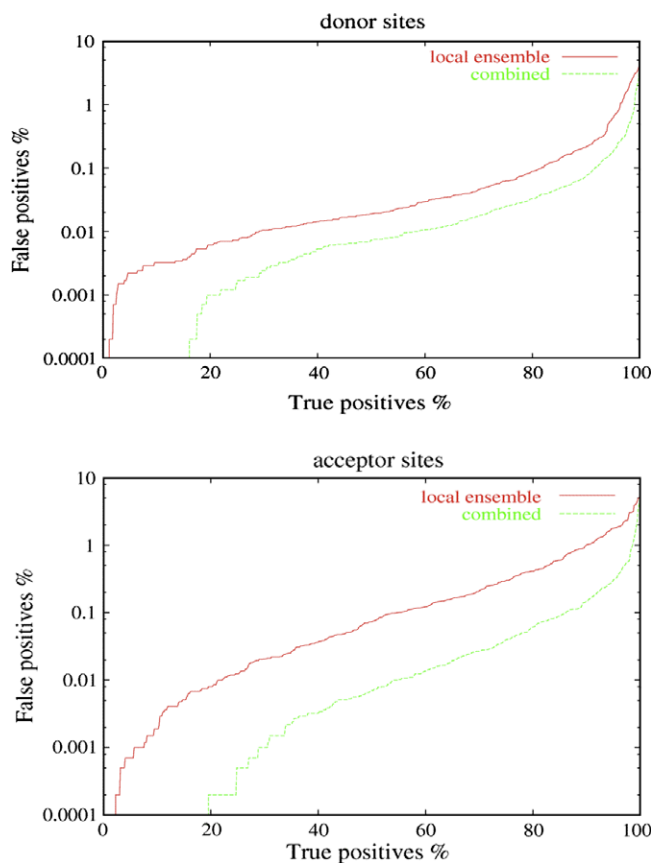 donor sites
10
local ensemble
combined
1
0.1
0.01
0.001
0.0001
False positives %
0 20 40 60 80 100
True positives %
acceptor sites
10
local ensemble
combined
1
0.1
0.01
0.001
0.0001
False positives %
0 20 40 60 80 100
True positives %